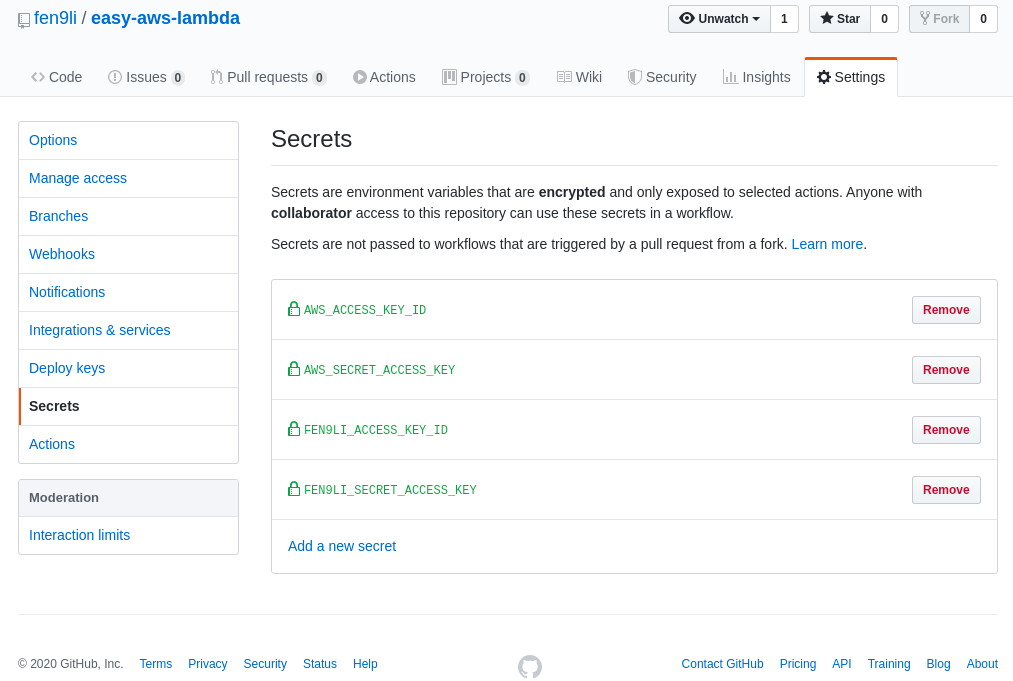 fen9li / easy-aws-lambda
Unwatch 1 Star 0 Fork 0
Code Issues 0 Pull requests 0 Actions Projects 0 Wiki Security Insights Settings
Options
Manage access
Branches
Webhooks
Notifications
Integrations & services
Deploy keys
Secrets
Actions
Moderation
Interaction limits
Secrets
Secrets are environment variables that are encrypted and only exposed to selected actions. Anyone with
collaborator access to this repository can use these secrets in a workflow.
Secrets are not passed to workflows that are triggered by a pull request from a fork. Learn more.
AWS_ACCESS_KEY_ID Remove
AWS_SECRET_ACCESS_KEY Remove
FEN9LI_ACCESS_KEY_ID Remove
FEN9LI_SECRET_ACCESS_KEY Remove
Add a new secret
© 2020 GitHub, Inc. Terms Privacy Security Status Help Contact GitHub Pricing API Training Blog About